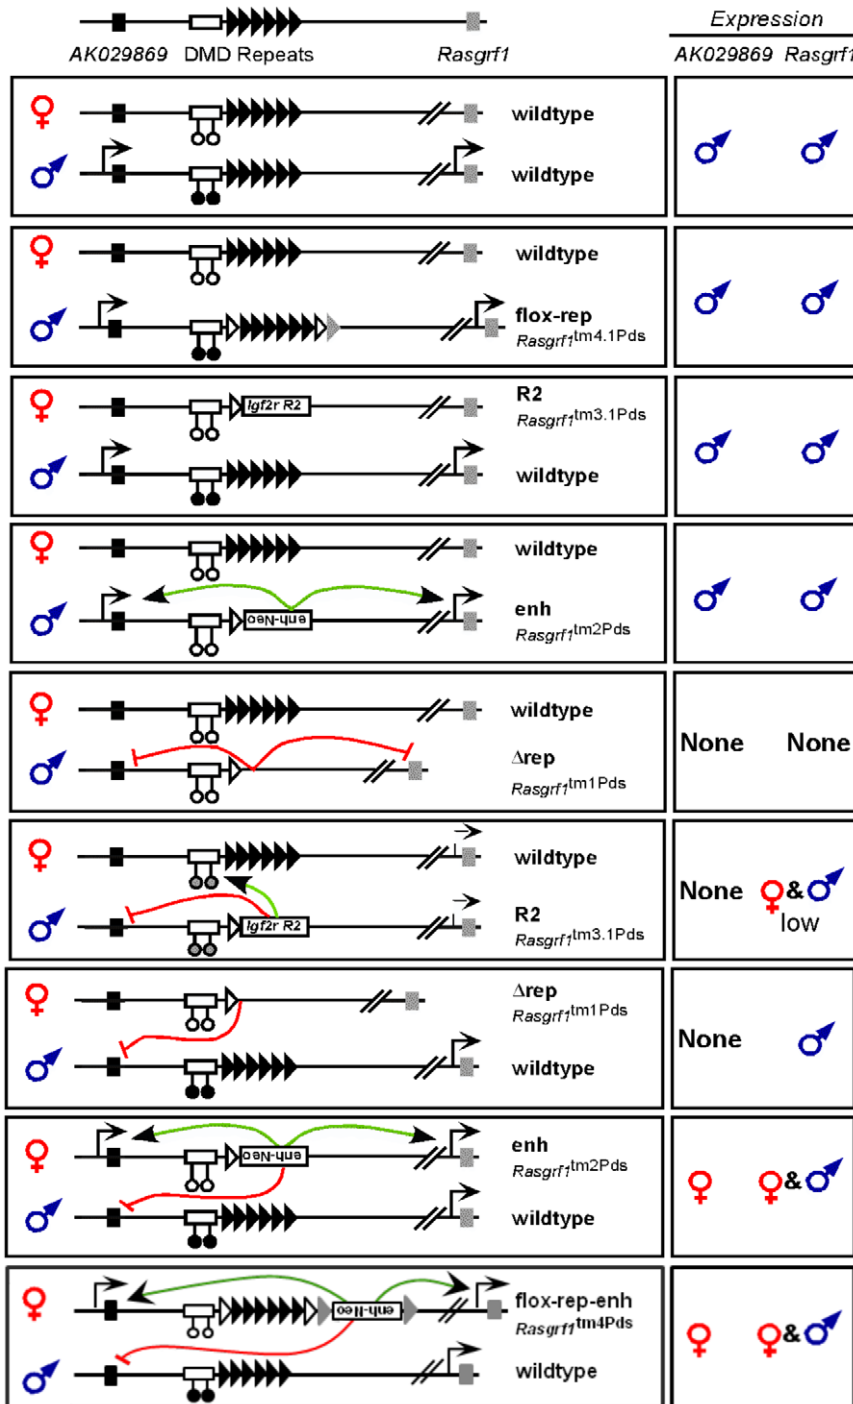 Expression
AK029869 DMD Repeats Rasgrf1 AK029869 Rasgrf1
wildtype
wildtype
wildtype
flox-rep
Rasgrf1tm4.1Pds
R2
Igf2r R2
Rasgrf1tm3.1Pds
wildtype
wildtype
enh
enh-Neo
Rasgrf1tm2Pds
wildtype
None None
Δrep
Rasgrf1tm1Pds
wildtype
None ♀&♂
low
R2
Igf2r R2
Rasgrf1tm3.1Pds
Δrep
Rasgrf1tm1Pds
None
wildtype
enh
enh-Neo
Rasgrf1tm2Pds
♀&♂
wildtype
flox-rep-enh
enh-Neo
Rasgrf1tm4Pds
♀&♂
wildtype